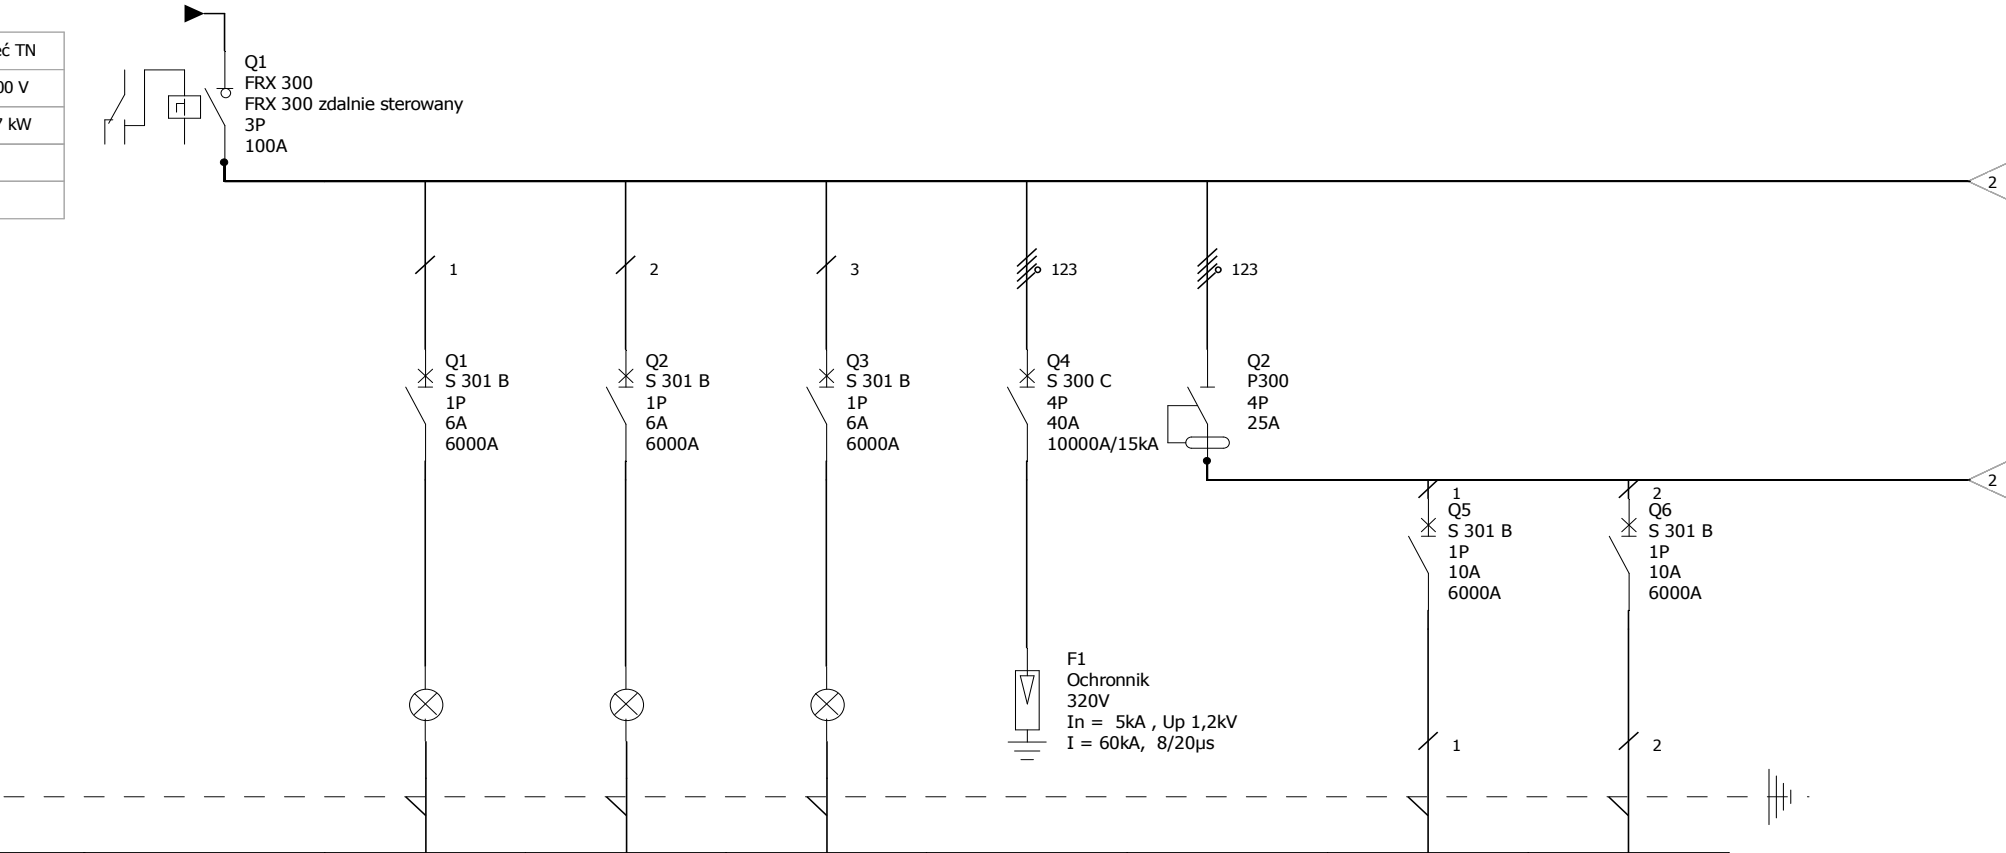 TN
V
kW
Q1
FRX 300
FRX 300 zdalnie sterowany
3P
100A
2
1
2
3
123
123
Q1
S 301 B
1P
6A
6000A
Q2
S 301 B
1P
6A
6000A
Q3
S 301 B
1P
6A
6000A
Q4
S 300 C
4P
40A
10000A/15kA
Q2
P300
4P
25A
2
1
Q5
S 301 B
1P
10A
6000A
2
Q6
S 301 B
1P
10A
6000A
F1
Ochronnik
320V
In = 5kA , Up 1,2kV
I = 60kA, 8/20µs
1
2